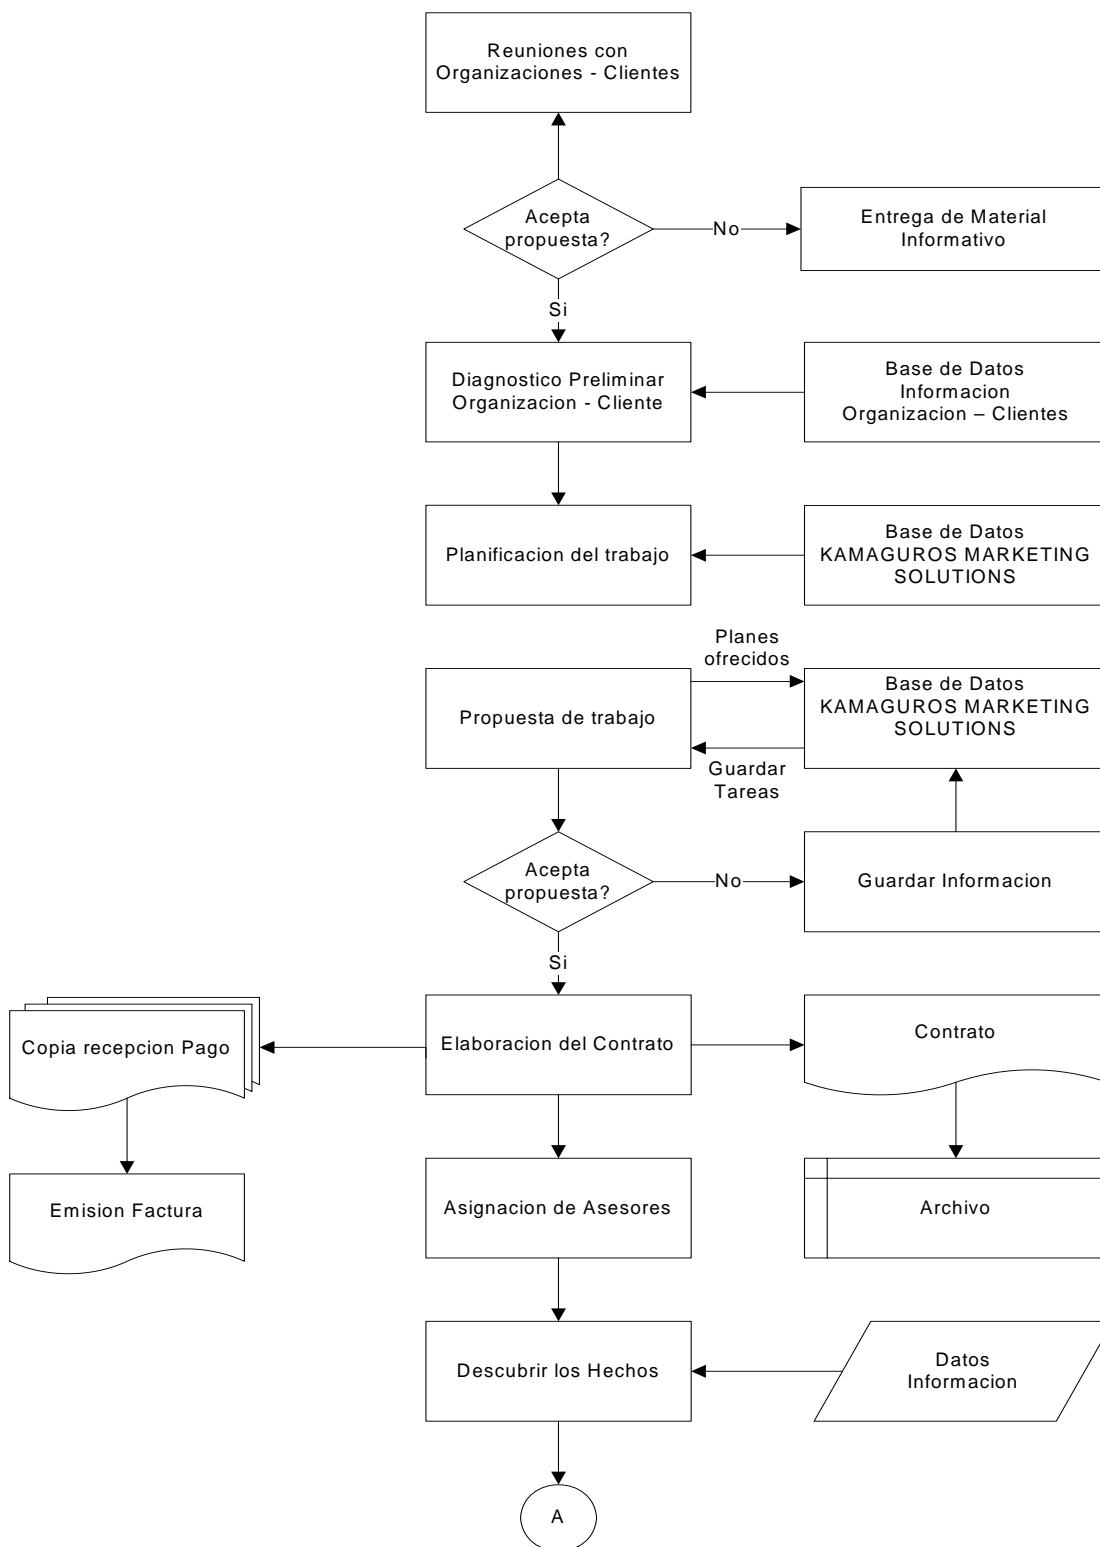 Reuniones con
Organizaciones - Clientes
Acepta
propuesta?
No
Entrega de Material
Informativo
Si
Diagnostico Preliminar
Organizacion - Cliente
Base de Datos
Informacion
Organizacion – Clientes
Planificacion del trabajo
Base de Datos
KAMAGUROS MARKETING
SOLUTIONS
Planes
ofrecidos
Propuesta de trabajo
Base de Datos
KAMAGUROS MARKETING
SOLUTIONS
Guardar
Tareas
Acepta
propuesta?
No
Guardar Informacion
Si
Copia recepcion Pago
Elaboracion del Contrato
Contrato
Emision Factura
Asignacion de Asesores
Archivo
Descubrir los Hechos
Datos
Informacion
A